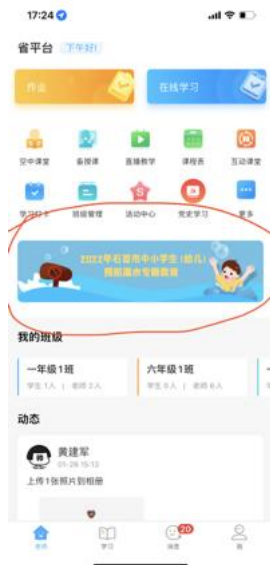 17:24
省平台 下午好!
作业
在线学习
空中课堂 备授课 直播教学 课程表 互动课堂
学习打卡 班级管理 活动中心 党史学习 更多
2022年石
市中小学生(幼儿)
预防溺水专题教育
我的班级
一年级1班
学生 1人 | 老师 2人
六年级1班
学生 0人 | 老师 6人
动态
黄建军
01-26 15:12
上传1张照片到相册
学习
消息
20
我